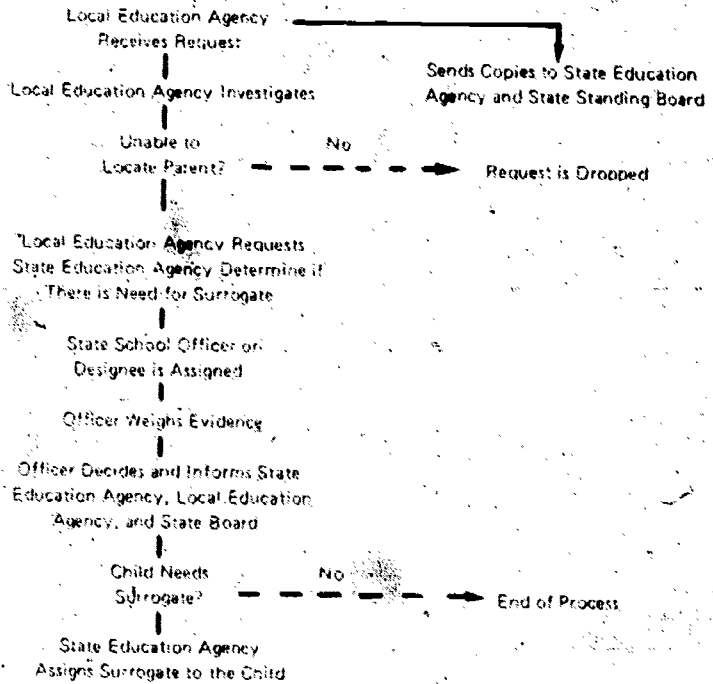 Local Education Agency
Receives Request
Sends Copies to State Education
Agency and State Standing Board
Local Education Agency Investigates
Unable to
Locate Parent?
No
Request is Dropped
Local Education Agency Requests
State Education Agency Determine if
There is Need for Surrogate
State School Officer or
Designee is Assigned
Officer Weighs Evidence
Officer Decides and Informs State
Education Agency, Local Education
Agency, and State Board
Child Needs
Surrogate?
No
End of Process
State Education Agency
Assigns Surrogate to the Child